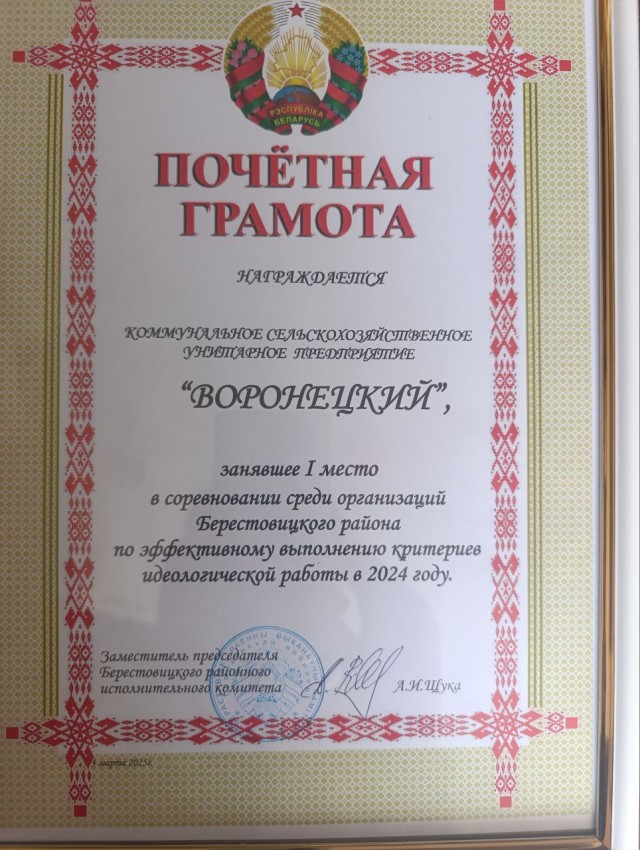 РЭСПУБЛІКА
БЕЛАРУСЬ
ПОЧЁТНАЯ
ГРАМОТА
НАГРАЖДАЕТСЯ
КОММУНАЛЬНОЕ СЕЛЬСКОХОЗЯЙСТВЕННОЕ
УНИТАРНОЕ ПРЕДПРИЯТИЕ
“ВОРОНЕЦКИЙ”,
занявшее I место
в соревновании среди организаций
Берестовицкого района
по эффективному выполнению критериев
идеологической работы в 2024 году.
Заместитель председателя
Берестовицкого районного
исполнительного комитета
А.И.Щука
марта 2025г.